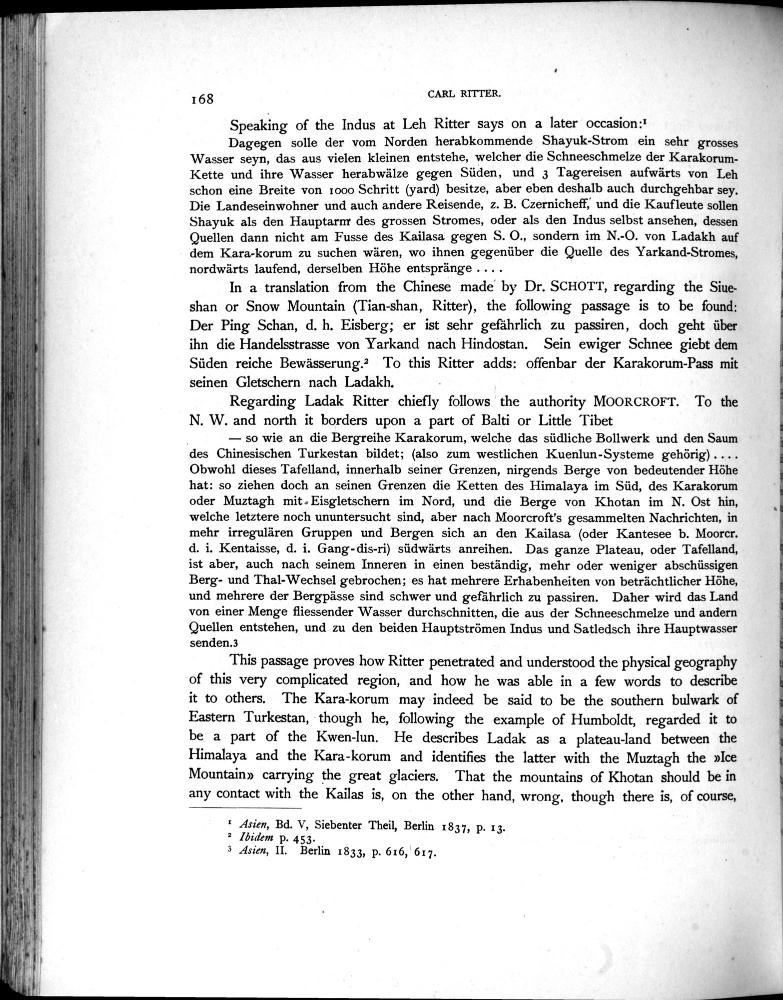 168
CARL RITTER.
Speaking of the Indus at Leh Ritter says on a later occasion:¹
Dagegen solle der vom Norden herabkommende Shayuk-Strom ein sehr grosses
Wasser seyn, das aus vielen kleinen entstehe, welcher die Schneeschmelze der Karakorum-
Kette und ihre Wasser herabwälze gegen Süden, und 3 Tagereisen aufwärts von Leh
schon eine Breite von 1000 Schritt (yard) besitze, aber eben deshalb auch durchgehbar sey.
Die Landeseinwohner und auch andere Reisende, z. B. Czernicheff, und die Kaufleute sollen
Shayuk als den Hauptarm des grossen Stromes, oder als den Indus selbst ansehen, dessen
Quellen dann nicht am Fusse des Kailasa gegen S. O., sondern im N.-O. von Ladakh auf
dem Kara-korum zu suchen wären, wo ihnen gegenüber die Quelle des Yarkand-Stromes,
nordwärts laufend, derselben Höhe entspränge . . . .
In a translation from the Chinese made by Dr. SCHOTT, regarding the Siue-
shan or Snow Mountain (Tian-shan, Ritter), the following passage is to be found:
Der Ping Schan, d. h. Eisberg; er ist sehr gefährlich zu passiren, doch geht über
ihn die Handelsstrasse von Yarkand nach Hindostan. Sein ewiger Schnee giebt dem
Süden reiche Bewässerung.² To this Ritter adds: offenbar der Karakorum-Pass mit
seinen Gletschern nach Ladakh.
Regarding Ladak Ritter chiefly follows the authority MOORCROFT. To the
N. W. and north it borders upon a part of Balti or Little Tibet
— so wie an die Bergreihe Karakorum, welche das südliche Bollwerk und den Saum
des Chinesischen Turkestan bildet; (also zum westlichen Kuenlun-Systeme gehörig) . . . .
Obwohl dieses Tafelland, innerhalb seiner Grenzen, nirgends Berge von bedeutender Höhe
hat: so ziehen doch an seinen Grenzen die Ketten des Himalaya im Süd, des Karakorum
oder Muztagh mit Eisgletschern im Nord, und die Berge von Khotan im N. Ost hin,
welche letztere noch ununtersucht sind, aber nach Moorcroft's gesammelten Nachrichten, in
mehr irregulären Gruppen und Bergen sich an den Kailasa (oder Kantesee b. Moorcr.
d. i. Kentaisse, d. i. Gang-dis-ri) südwärts anreihen. Das ganze Plateau, oder Tafelland,
ist aber, auch nach seinem Inneren in einen beständig, mehr oder weniger abschüssigen
Berg- und Thal-Wechsel gebrochen; es hat mehrere Erhabenheiten von beträchtlicher Höhe,
und mehrere der Bergpässe sind schwer und gefährlich zu passiren. Daher wird das Land
von einer Menge fliessender Wasser durchschnitten, die aus der Schneeschmelze und andern
Quellen entstehen, und zu den beiden Hauptströmen Indus und Satledsch ihre Hauptwasser
senden.³
This passage proves how Ritter penetrated and understood the physical geography
of this very complicated region, and how he was able in a few words to describe
it to others. The Kara-korum may indeed be said to be the southern bulwark of
Eastern Turkestan, though he, following the example of Humboldt, regarded it to
be a part of the Kwen-lun. He describes Ladak as a plateau-land between the
Himalaya and the Kara-korum and identifies the latter with the Muztagh the »Ice
Mountain» carrying the great glaciers. That the mountains of Khotan should be in
any contact with the Kailas is, on the other hand, wrong, though there is, of course,
¹ Asien, Bd. V, Siebenter Theil, Berlin 1837, p. 13.
² Ibidem p. 453.
³ Asien, II. Berlin 1833, p. 616, 617.